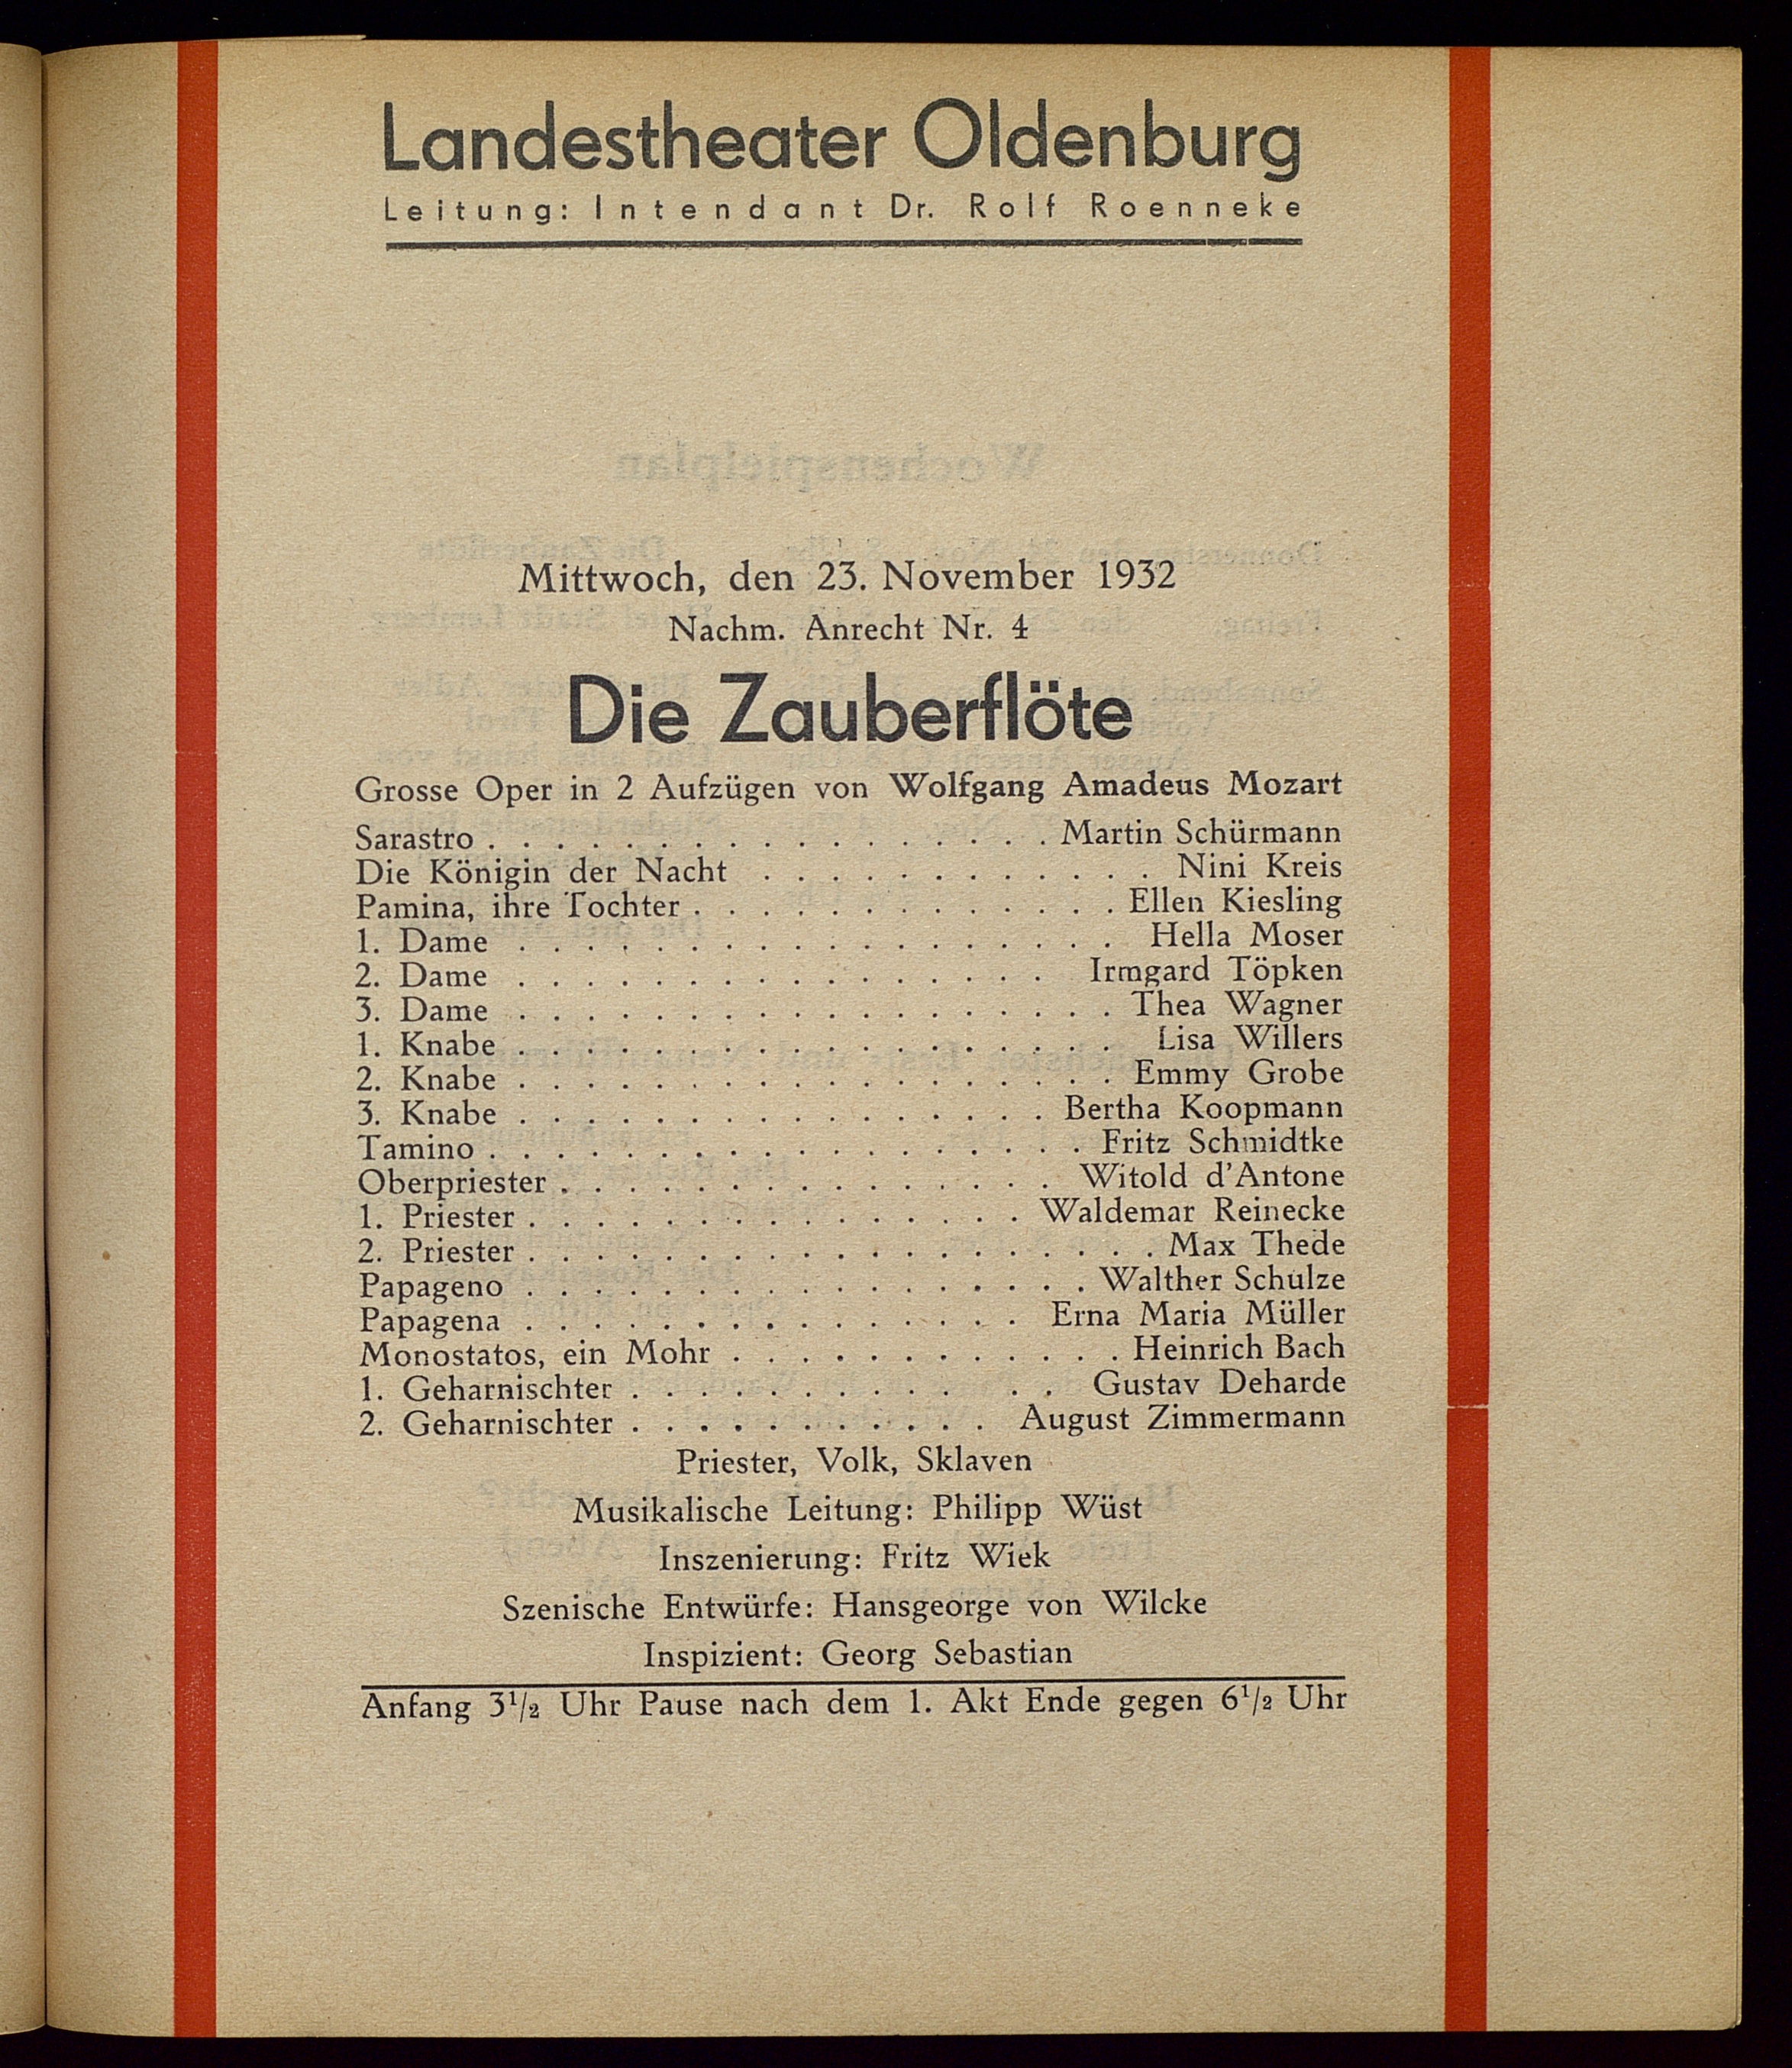 Landestheater Oldenburg
Leitung: Intendant Dr. Rolf Roenneke
Mittwoch, den 23. November 1932
Nachm. Anrecht Nr. 4
Die Zauberflöte
Grosse Oper in 2 Aufzügen von Wolfgang Amadeus Mozart
Sarastro . . . . . . . . . . . . . . . . . Martin Schürmann
Die Königin der Nacht . . . . . . . . . . . . Nini Kreis
Pamina, ihre Tochter . . . . . . . . . . . . . Ellen Kiesling
1. Dame . . . . . . . . . . . . . . . . . . Hella Moser
2. Dame . . . . . . . . . . . . . . . . Irmgard Töpken
3. Dame . . . . . . . . . . . . . . . . . . Thea Wagner
1. Knabe . . . . . . . . . . . . . . . . . . Lisa Willers
2. Knabe . . . . . . . . . . . . . . . . . . Emmy Grobe
3. Knabe . . . . . . . . . . . . . . . . Bertha Koopmann
Tamino . . . . . . . . . . . . . . . . . . Fritz Schmidtke
Oberpriester . . . . . . . . . . . . . . . Witold d'Antone
1. Priester . . . . . . . . . . . . . . . Waldemar Reinecke
2. Priester . . . . . . . . . . . . . . . . . . . Max Thede
Papageno . . . . . . . . . . . . . . . . . Walther Schulze
Papagena . . . . . . . . . . . . . . . Erna Maria Müller
Monostatos, ein Mohr . . . . . . . . . . . . Heinrich Bach
1. Geharnischter . . . . . . . . . . . Gustav Deharde
2. Geharnischter . . . . . . . . . . . August Zimmermann
Priester, Volk, Sklaven
Musikalische Leitung: Philipp Wüst
Inszenierung: Fritz Wiek
Szenische Entwürfe: Hansgeorge von Wilcke
Inspizient: Georg Sebastian
Anfang 3½ Uhr Pause nach dem 1. Akt Ende gegen 6½ Uhr